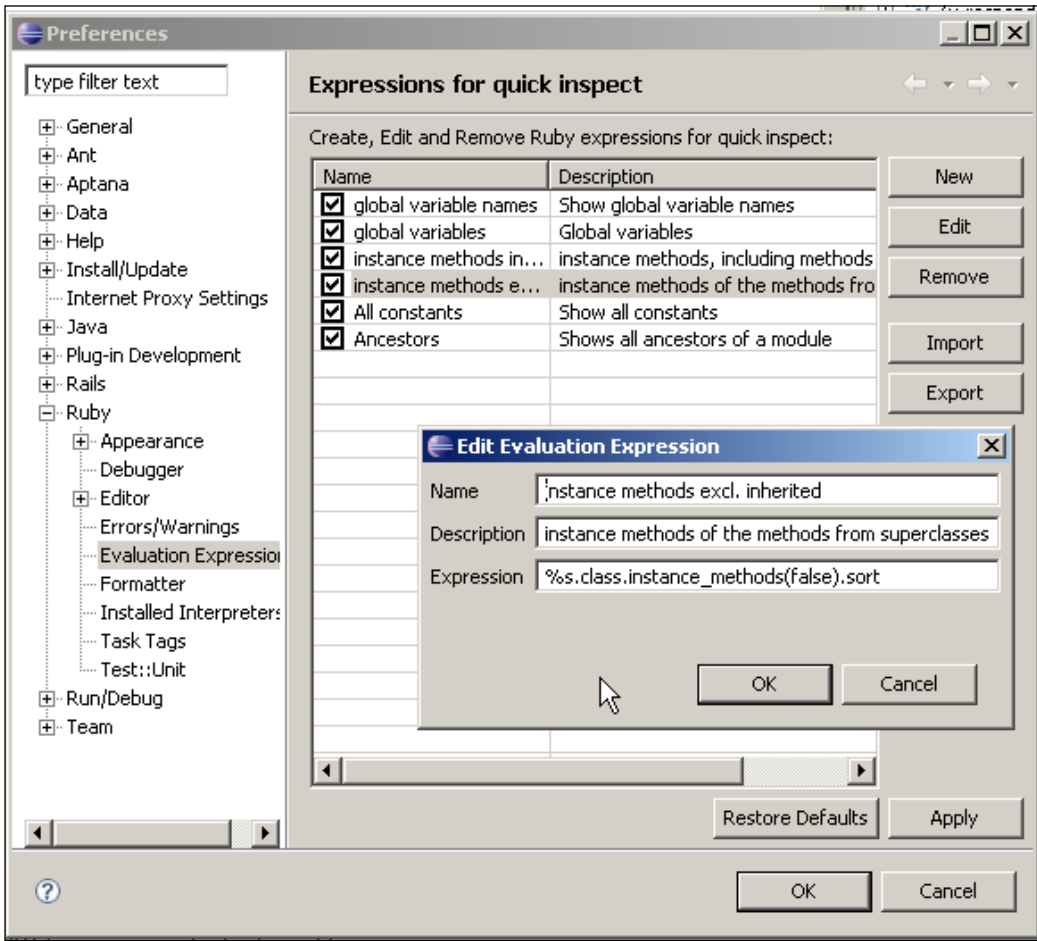 Preferences
type filter text
General
Ant
Aptana
Data
Help
Install/Update
Internet Proxy Settings
Java
Plug-in Development
Rails
Ruby
Appearance
Debugger
Editor
Errors/Warnings
Evaluation Expression
Formatter
Installed Interpreters
Task Tags
Test::Unit
Run/Debug
Team
Expressions for quick inspect
Create, Edit and Remove Ruby expressions for quick inspect:
Name Description
global variable names Show global variable names
global variables Global variables
instance methods in... instance methods, including methods
instance methods e... instance methods of the methods fro
All constants Show all constants
Ancestors Shows all ancestors of a module
New
Edit
Remove
Import
Export
Edit Evaluation Expression
Name instance methods excl. inherited
Description instance methods of the methods from superclasses
Expression %s.class.instance_methods(false).sort
OK Cancel
Restore Defaults Apply
OK Cancel